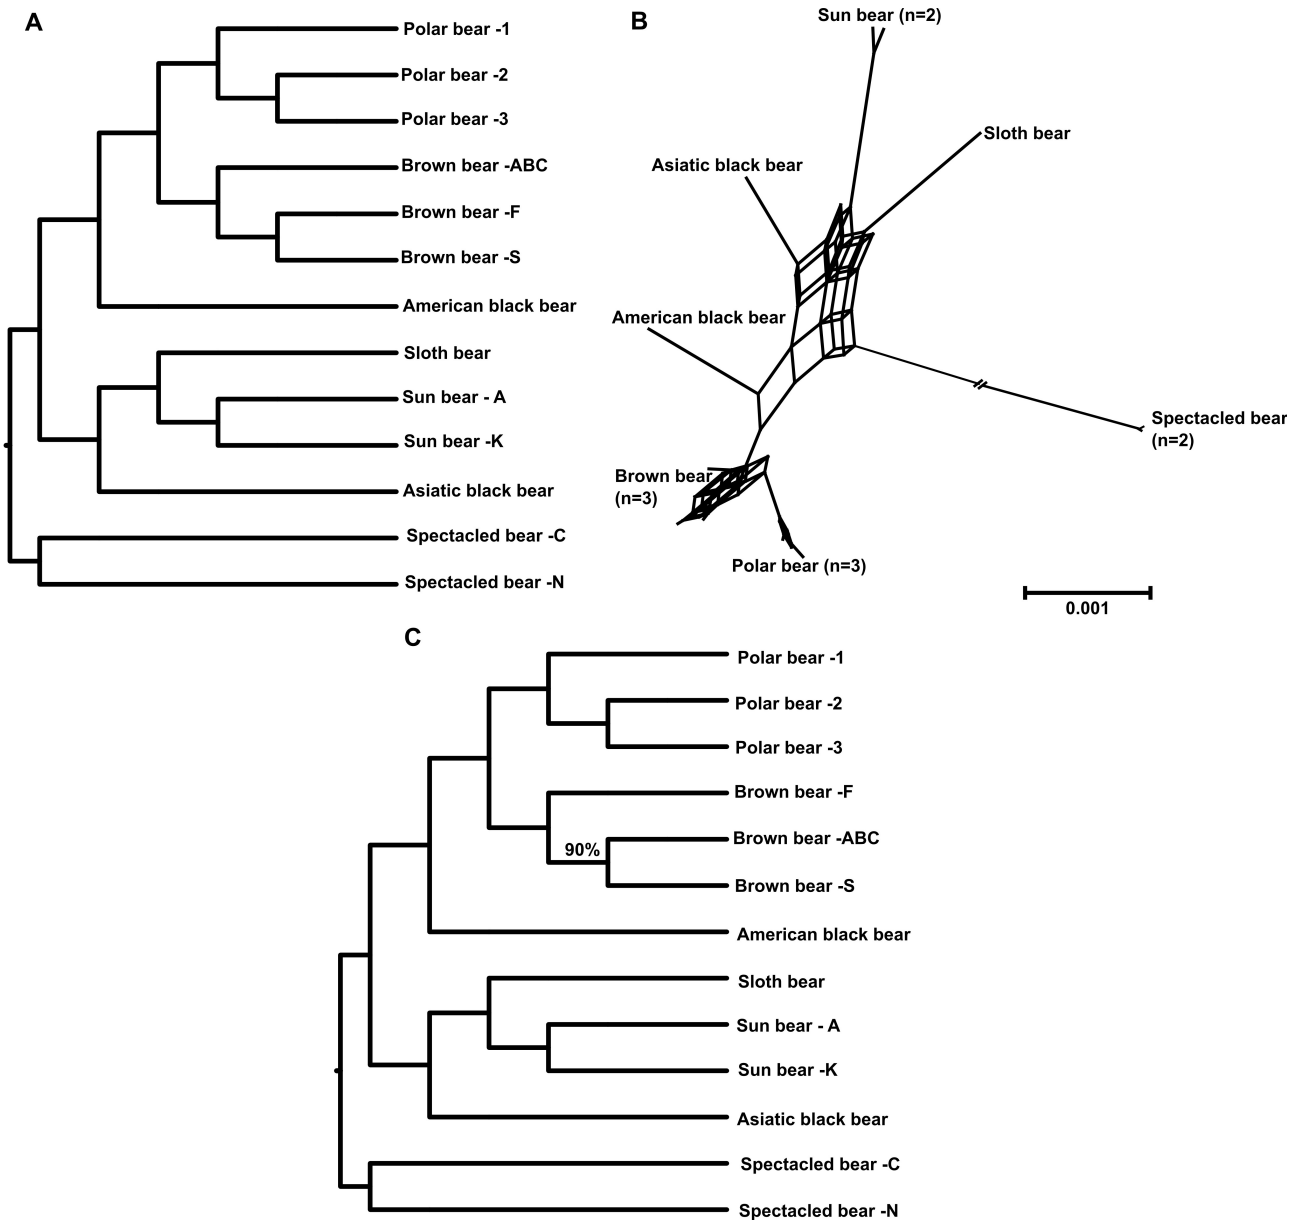 A
Polar bear -1
Polar bear -2
Polar bear -3
Brown bear -ABC
Brown bear -F
Brown bear -S
American black bear
Sloth bear
Sun bear - A
Sun bear -K
Asiatic black bear
Spectacled bear -C
Spectacled bear -N
B
Sun bear (n=2)
Sloth bear
Asiatic black bear
American black bear
Spectacled bear
(n=2)
Brown bear
(n=3)
Polar bear (n=3)
0.001
C
Polar bear -1
Polar bear -2
Polar bear -3
Brown bear -F
90%
Brown bear -ABC
Brown bear -S
American black bear
Sloth bear
Sun bear - A
Sun bear -K
Asiatic black bear
Spectacled bear -C
Spectacled bear -N